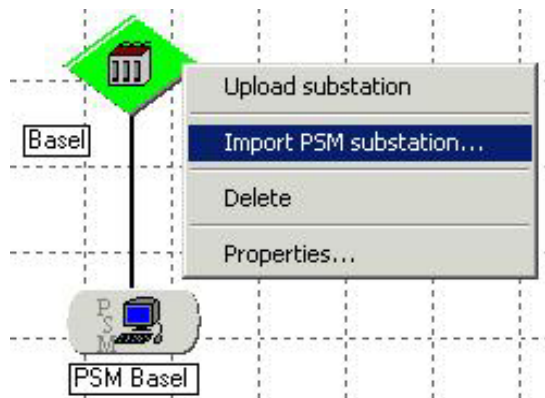 Upload substation
Basel
Import PSM substation...
Delete
Properties...
P
S
M
PSM Basel